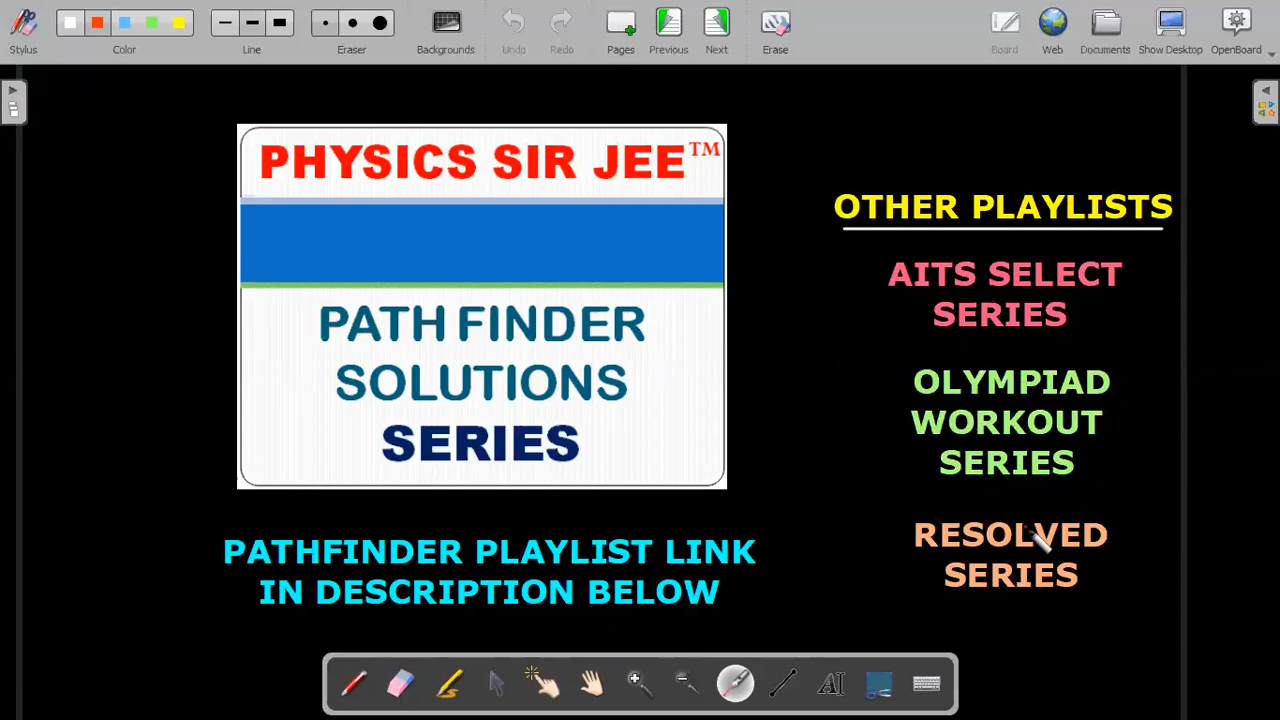 Stylus
Color
Line
Eraser
Backgrounds
Undo
Redo
Pages
Previous
Next
Erase
Board
Web
Documents
Show Desktop
OpenBoard
PHYSICS SIR JEE™
PATH FINDER
SOLUTIONS
SERIES
PATHFINDER PLAYLIST LINK
IN DESCRIPTION BELOW
OTHER PLAYLISTS
AITS SELECT
SERIES
OLYMPIAD
WORKOUT
SERIES
RESOLVED
SERIES
AI